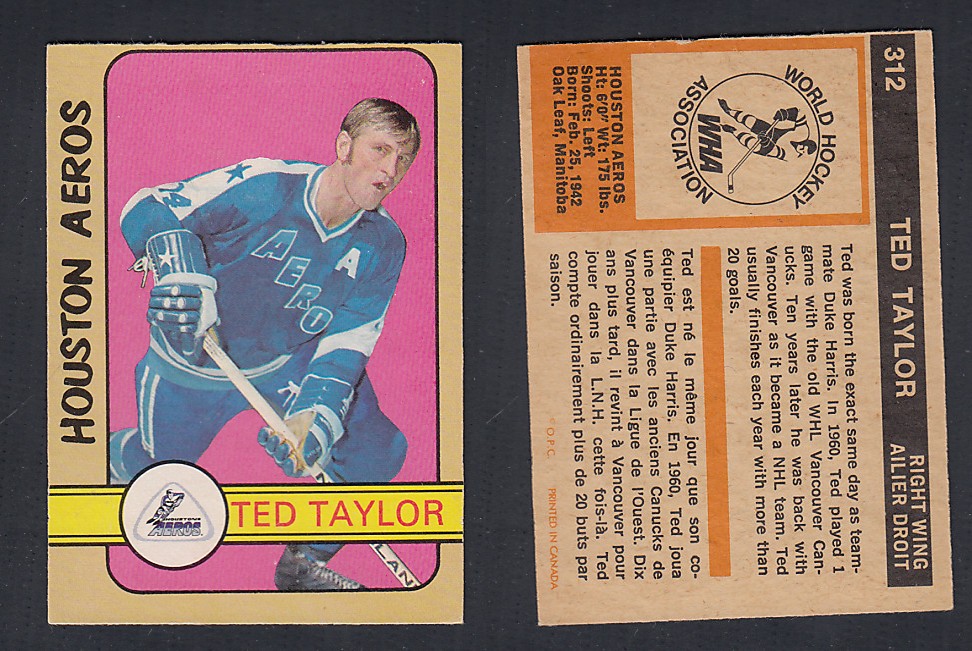 HOUSTON AEROS
24
A
AERO
HOUSTON
AEROS
TED TAYLOR
LAN
312
TED TAYLOR
RIGHT WING
AILIER DROIT
WORLD HOCKEY
ASSOCIATION
WHA
HOUSTON AEROS
Ht: 6'0" Wt: 175 lbs.
Shoots: Left
Born: Feb. 25, 1942
Oak Leaf, Manitoba
Ted was born the exact same day as team-
mate Duke Harris. In 1960, Ted played 1
game with the old WHL Vancouver Can-
ucks. Ten years later he was back with
Vancouver as it became a NHL team. Ted
usually finishes each year with more than
20 goals.
Ted est né le même jour que son co-
équipier Duke Harris. En 1960, Ted joua
une partie avec les anciens Canucks de
Vancouver dans la Ligue de l'Ouest. Dix
ans plus tard, il revint à Vancouver pour
jouer dans la L.N.H. cette fois-là. Ted
compte ordinairement plus de 20 buts par
saison.
© O.P.C. PRINTED IN CANADA